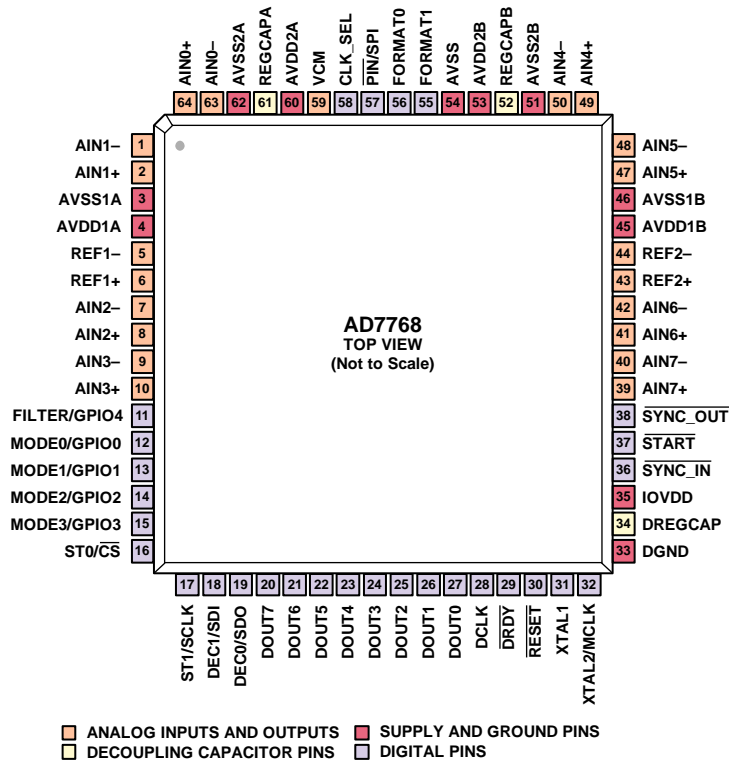 AIN0+
AIN0–
AVSS2A
REGCAPA
AVDD2A
VCM
CLK_SEL
PIN/SPI
FORMAT0
FORMAT1
AVSS
AVDD2B
REGCAPB
AVSS2B
AIN4–
AIN4+
64 63 62 61 60 59 58 57 56 55 54 53 52 51 50 49
AIN1– 1
AIN1+ 2
AVSS1A 3
AVDD1A 4
REF1– 5
REF1+ 6
AIN2– 7
AIN2+ 8
AIN3– 9
AIN3+ 10
FILTER/GPIO4 11
MODE0/GPIO0 12
MODE1/GPIO1 13
MODE2/GPIO2 14
MODE3/GPIO3 15
ST0/CS 16
AD7768
TOP VIEW
(Not to Scale)
48 AIN5–
47 AIN5+
46 AVSS1B
45 AVDD1B
44 REF2–
43 REF2+
42 AIN6–
41 AIN6+
40 AIN7–
39 AIN7+
38 SYNC_OUT
37 START
36 SYNC_IN
35 IOVDD
34 DREGCAP
33 DGND
17 18 19 20 21 22 23 24 25 26 27 28 29 30 31 32
ST1/SCLK
DEC1/SDI
DEC0/SDO
DOUT7
DOUT6
DOUT5
DOUT4
DOUT3
DOUT2
DOUT1
DOUT0
DCLK
DRDY
RESET
XTAL1
XTAL2/MCLK
ANALOG INPUTS AND OUTPUTS
DECOUPLING CAPACITOR PINS
SUPPLY AND GROUND PINS
DIGITAL PINS